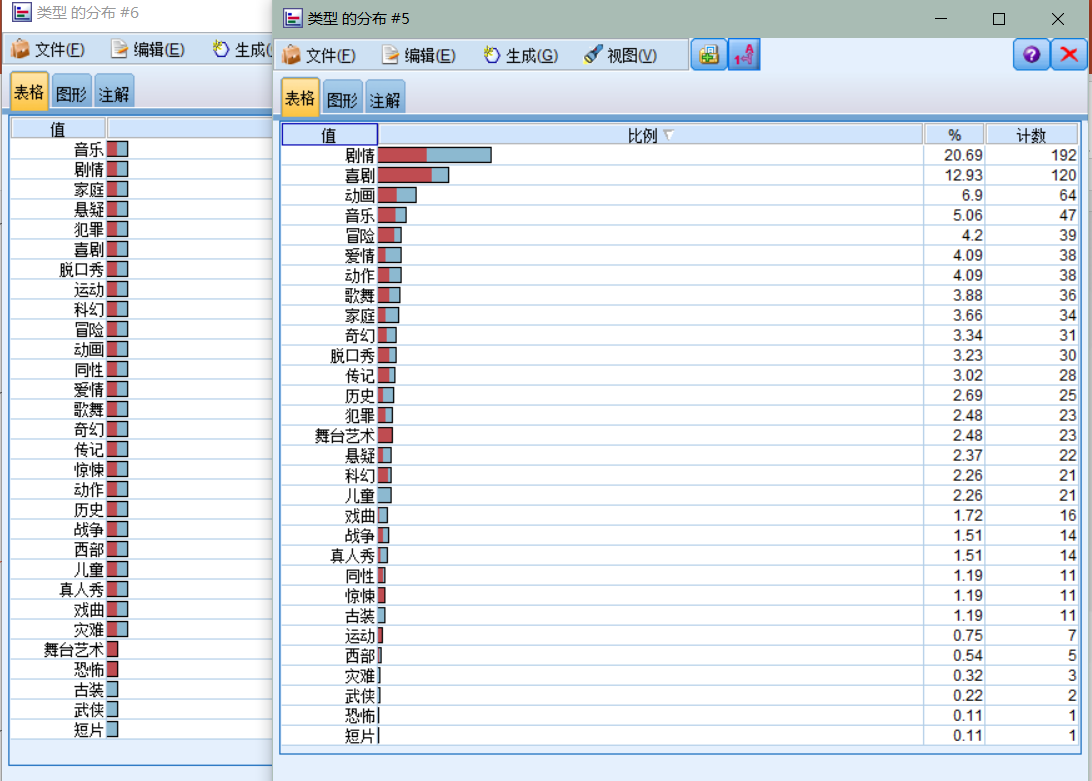 类型 的分布 #6
文件(F) 编辑(E) 生成(
表格 图形 注解
值
音乐
剧情
家庭
悬疑
犯罪
喜剧
脱口秀
运动
科幻
冒险
动画
同性
爱情
歌舞
奇幻
传记
惊悚
动作
历史
战争
西部
儿童
真人秀
戏曲
灾难
舞台艺术
恐怖
古装
武侠
短片
类型 的分布 #5
文件(F) 编辑(E) 生成(G) 视图(V)
表格 图形 注解
值 比例 % 计数
剧情 20.69 192
喜剧 12.93 120
动画 6.9 64
音乐 5.06 47
冒险 4.2 39
爱情 4.09 38
动作 4.09 38
歌舞 3.88 36
家庭 3.66 34
奇幻 3.34 31
脱口秀 3.23 30
传记 3.02 28
历史 2.69 25
犯罪 2.48 23
舞台艺术 2.48 23
悬疑 2.37 22
科幻 2.26 21
儿童 2.26 21
戏曲 1.72 16
战争 1.51 14
真人秀 1.51 14
同性 1.19 11
惊悚 1.19 11
古装 1.19 11
运动 0.75 7
西部 0.54 5
灾难 0.32 3
武侠 0.22 2
恐怖 0.11 1
短片 0.11 1